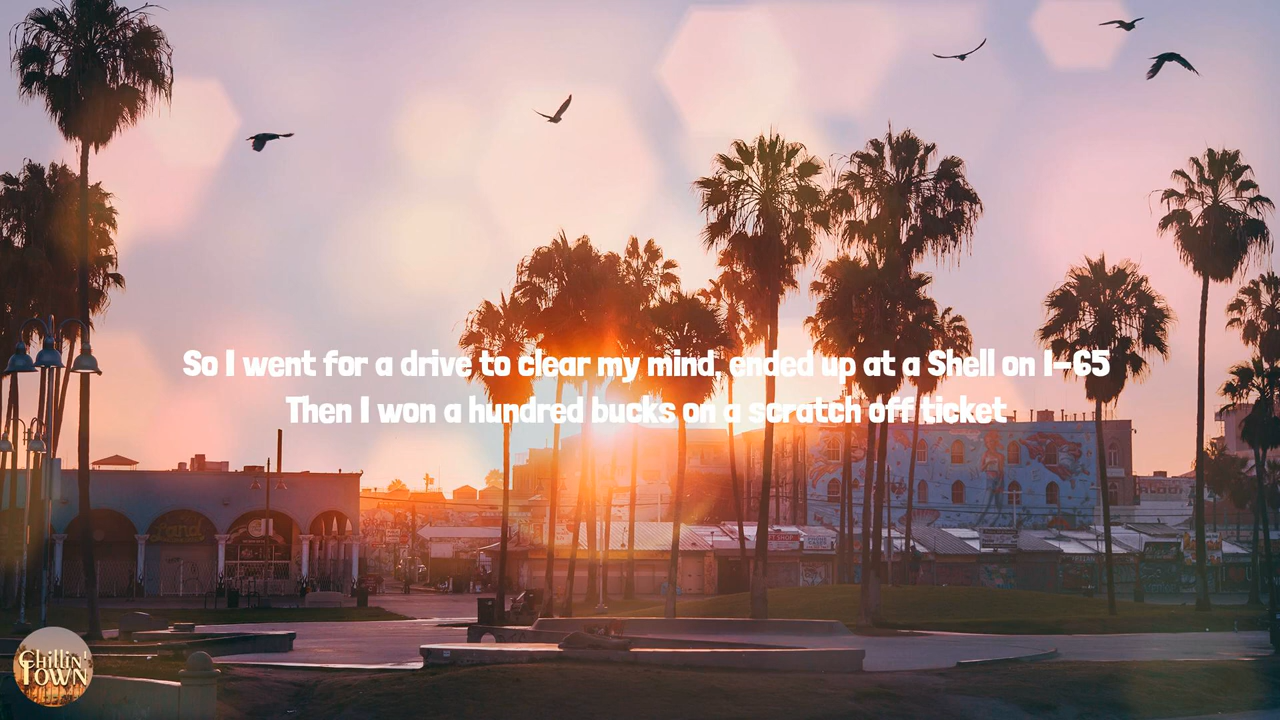 So I went for a drive to clear my mind, ended up at a Shell on I-65
Then I won a hundred bucks on a scratch off ticket
Chillin'
Town